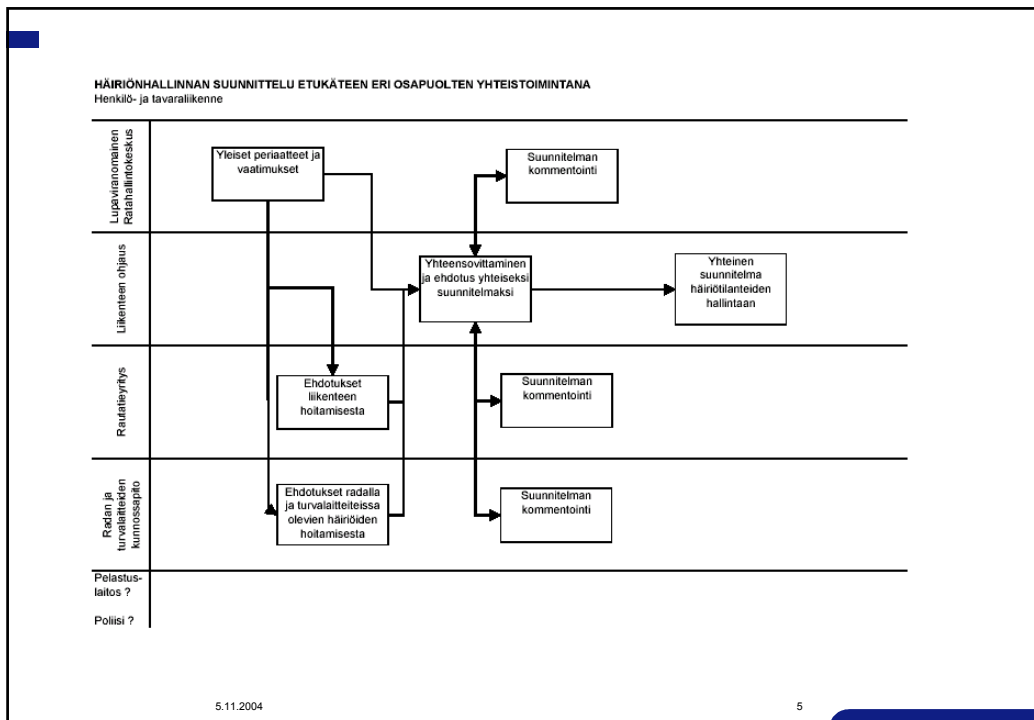 HÄIRIÖNHALLINNAN SUUNNITTELU ETUKÄTEEN ERI OSAPUOLTEN YHTEISTOIMINTANA
Henkilö- ja tavaraliikenne
Lupaviranomainen
Ratahallintokeskus
Yleiset periaatteet ja
vaatimukset
Suunnitelman
kommentointi
Liikenteen ohjaus
Yhteensovittaminen
ja ehdotus yhteiseksi
suunnitelmaksi
Yhteinen
suunnitelma
häiriötilanteiden
hallintaan
Rautatieyritys
Ehdotukset
liikenteen
hoitamisesta
Suunnitelman
kommentointi
Radan ja
turvalaitteiden
kunnossapito
Ehdotukset radalla
ja turvalaitteiteissa
olevien häiriöiden
hoitamisesta
Suunnitelman
kommentointi
Pelastus-
laitos ?
Poliisi ?
5.11.2004
5